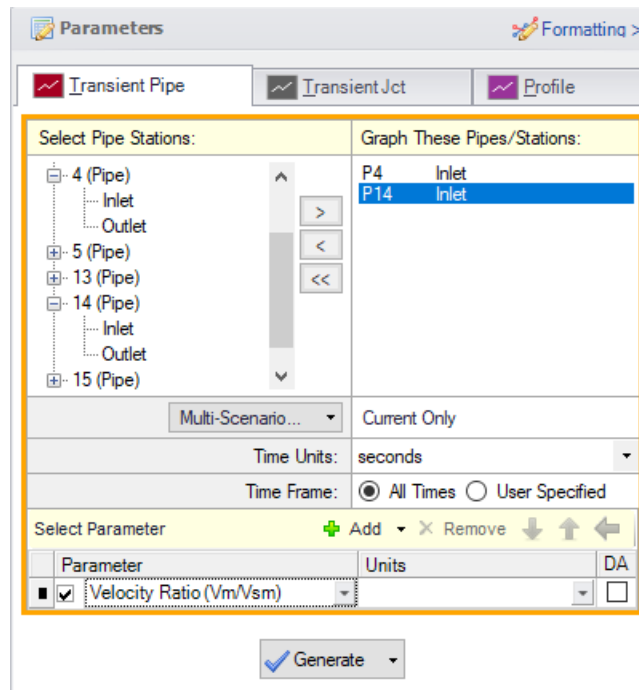 Parameters
Formatting >
Transient Pipe
Transient Jct
Profile
Select Pipe Stations:
Graph These Pipes/Stations:
4 (Pipe)
Inlet
Outlet
5 (Pipe)
13 (Pipe)
14 (Pipe)
Inlet
Outlet
15 (Pipe)
>
<
<<
P4 Inlet
P14 Inlet
Multi-Scenario...
Current Only
Time Units:
seconds
Time Frame:
All Times
User Specified
Select Parameter
Add
Remove
Parameter
Units
DA
Velocity Ratio (Vm/Vsm)
Generate